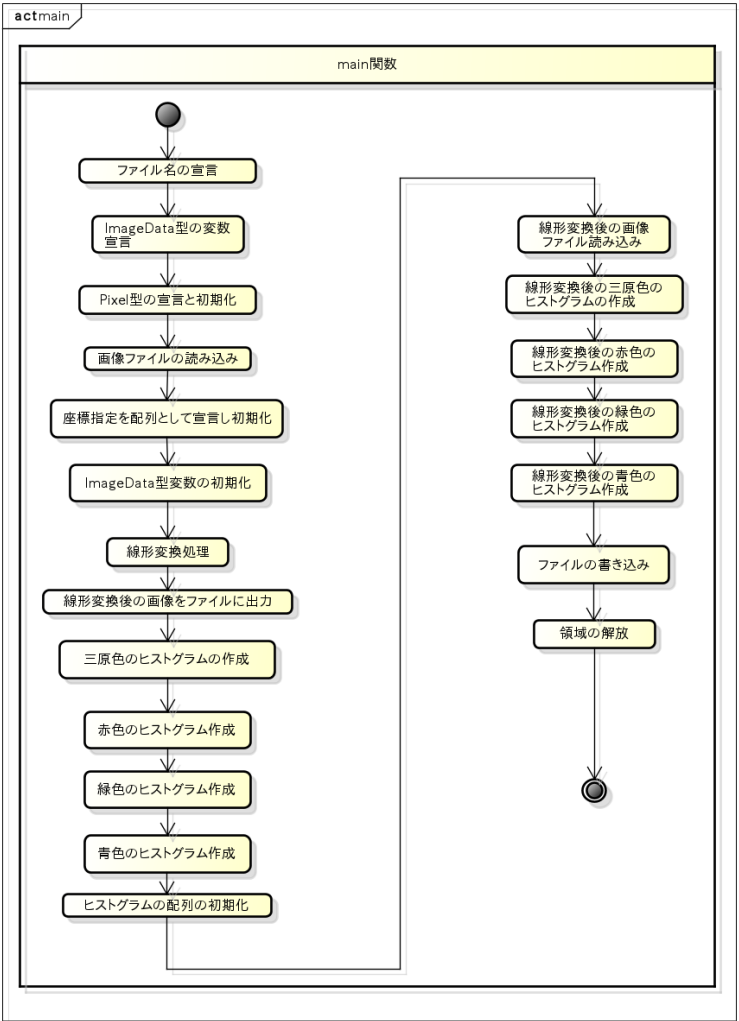 actmain
main関数
ファイル名の宣言
ImageData型の変数
宣言
Pixel型の宣言と初期化
画像ファイルの読み込み
座標指定を配列として宣言し初期化
ImageData型変数の初期化
線形変換処理
線形変換後の画像をファイルに出力
三原色のヒストグラムの作成
赤色のヒストグラム作成
緑色のヒストグラム作成
青色のヒストグラム作成
ヒストグラムの配列の初期化
線形変換後の画像
ファイル読み込み
線形変換後の三原色の
ヒストグラムの作成
線形変換後の赤色の
ヒストグラム作成
線形変換後の緑色の
ヒストグラム作成
線形変換後の青色の
ヒストグラム作成
ファイルの書き込み
領域の解放